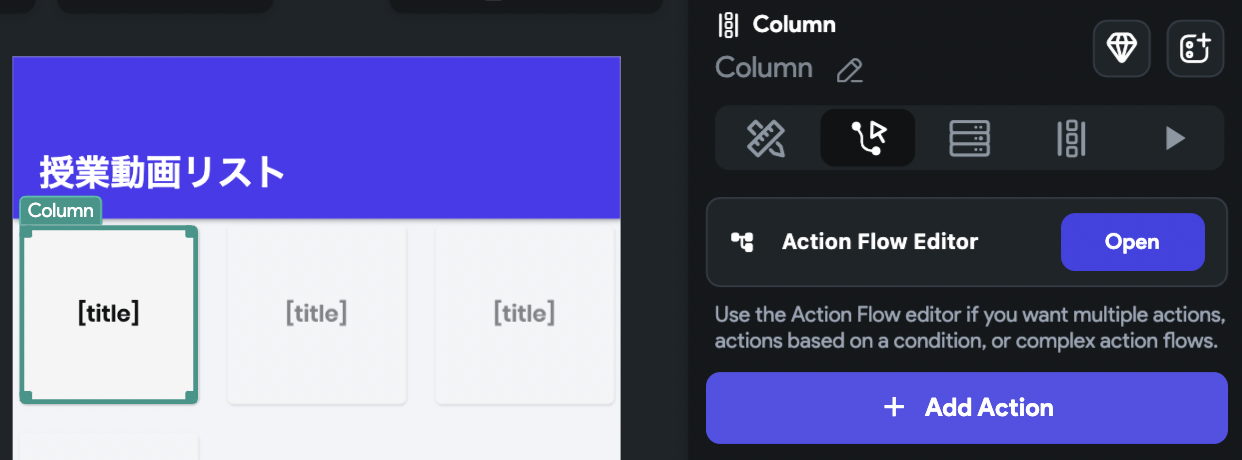 授業動画リスト
Column
[title]
[title]
[title]
Column
Column
Action Flow Editor
Open
Use the Action Flow editor if you want multiple actions,
actions based on a condition, or complex action flows.
+ Add Action